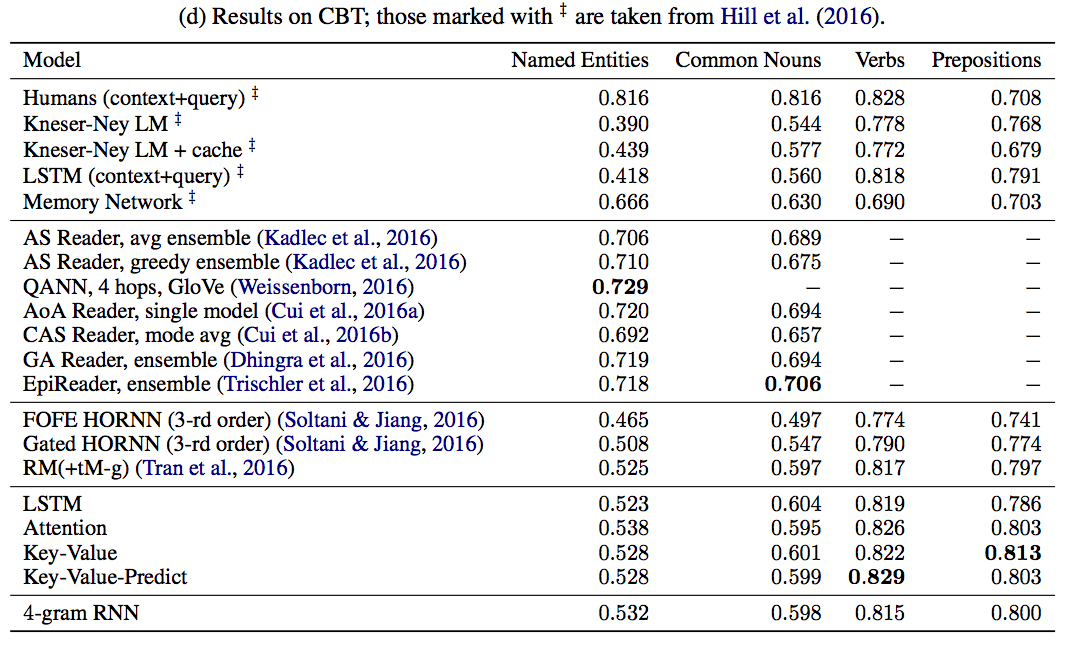 (d) Results on CBT; those marked with ‡ are taken from Hill et al. (2016).
Model Named Entities Common Nouns Verbs Prepositions
Humans (context+query) ‡ 0.816 0.816 0.828 0.708
Kneser-Ney LM ‡ 0.390 0.544 0.778 0.768
Kneser-Ney LM + cache ‡ 0.439 0.577 0.772 0.679
LSTM (context+query) ‡ 0.418 0.560 0.818 0.791
Memory Network ‡ 0.666 0.630 0.690 0.703
AS Reader, avg ensemble (Kadlec et al., 2016) 0.706 0.689 – –
AS Reader, greedy ensemble (Kadlec et al., 2016) 0.710 0.675 – –
QANN, 4 hops, GloVe (Weissenborn, 2016) 0.729 – – –
AoA Reader, single model (Cui et al., 2016a) 0.720 0.694 – –
CAS Reader, mode avg (Cui et al., 2016b) 0.692 0.657 – –
GA Reader, ensemble (Dhingra et al., 2016) 0.719 0.694 – –
EpiReader, ensemble (Trischler et al., 2016) 0.718 0.706 – –
FOFE HORNN (3-rd order) (Soltani & Jiang, 2016) 0.465 0.497 0.774 0.741
Gated HORNN (3-rd order) (Soltani & Jiang, 2016) 0.508 0.547 0.790 0.774
RM(+tM-g) (Tran et al., 2016) 0.525 0.597 0.817 0.797
LSTM 0.523 0.604 0.819 0.786
Attention 0.538 0.595 0.826 0.803
Key-Value 0.528 0.601 0.822 0.813
Key-Value-Predict 0.528 0.599 0.829 0.803
4-gram RNN 0.532 0.598 0.815 0.800